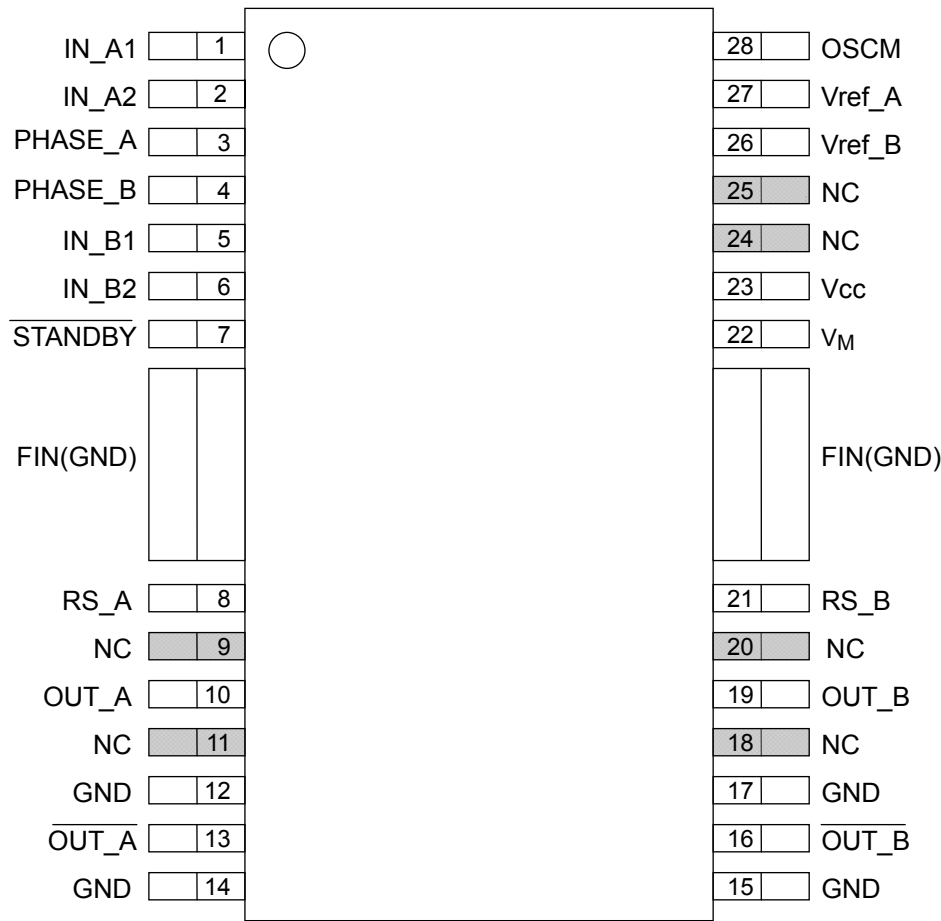 IN_A1 1 28 OSCM
IN_A2 2 27 Vref_A
PHASE_A 3 26 Vref_B
PHASE_B 4 25 NC
IN_B1 5 24 NC
IN_B2 6 23 Vcc
STANDBY 7 22 VM
FIN(GND) FIN(GND)
RS_A 8 21 RS_B
NC 9 20 NC
OUT_A 10 19 OUT_B
NC 11 18 NC
GND 12 17 GND
OUT_A 13 16 OUT_B
GND 14 15 GND